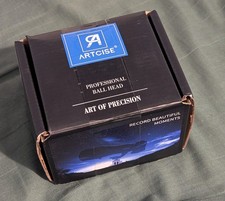 ARTCISE®
PROFESSIONAL
BALL HEAD
ART OF PRECISION
RECORD BEAUTIFUL
MOMENTS